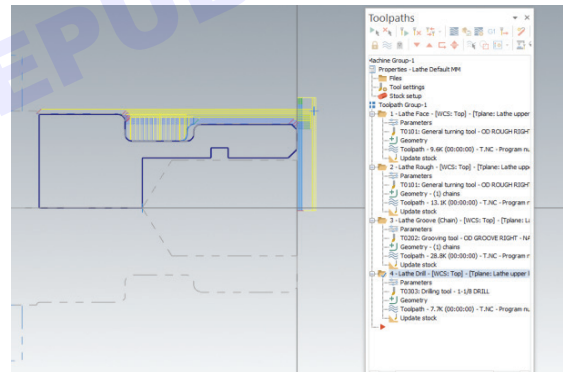 Toolpaths
Machine Group-1
Properties - Lathe Default MM
Files
Tool settings
Stock setup
Toolpath Group-1
1 - Lathe Face - [WCS: Top] - [Tplane: Lathe uppe
Parameters
T0101: General turning tool - OD ROUGH RIGHT
Geometry
Toolpath - 9.6K (00:00:00) - T.NC - Program nu
Update stock
2 - Lathe Rough - [WCS: Top] - [Tplane: Lathe uppe
Parameters
T0101: General turning tool - OD ROUGH RIGHT
Geometry - (1) chains
Toolpath - 13.1K (00:00:00) - T.NC - Program n
Update stock
3 - Lathe Groove (Chain) - [WCS: Top] - [Tplane: La
Parameters
T0202: Grooving tool - OD GROOVE RIGHT - NA
Geometry - (1) chains
Toolpath - 28.8K (00:00:00) - T.NC - Program n
Update stock
4 - Lathe Drill - [WCS: Top] - [Tplane: Lathe upper l
Parameters
T0303: Drilling tool - 1-1/8 DRILL
Geometry
Toolpath - 7.7K (00:00:00) - T.NC - Program nu
Update stock